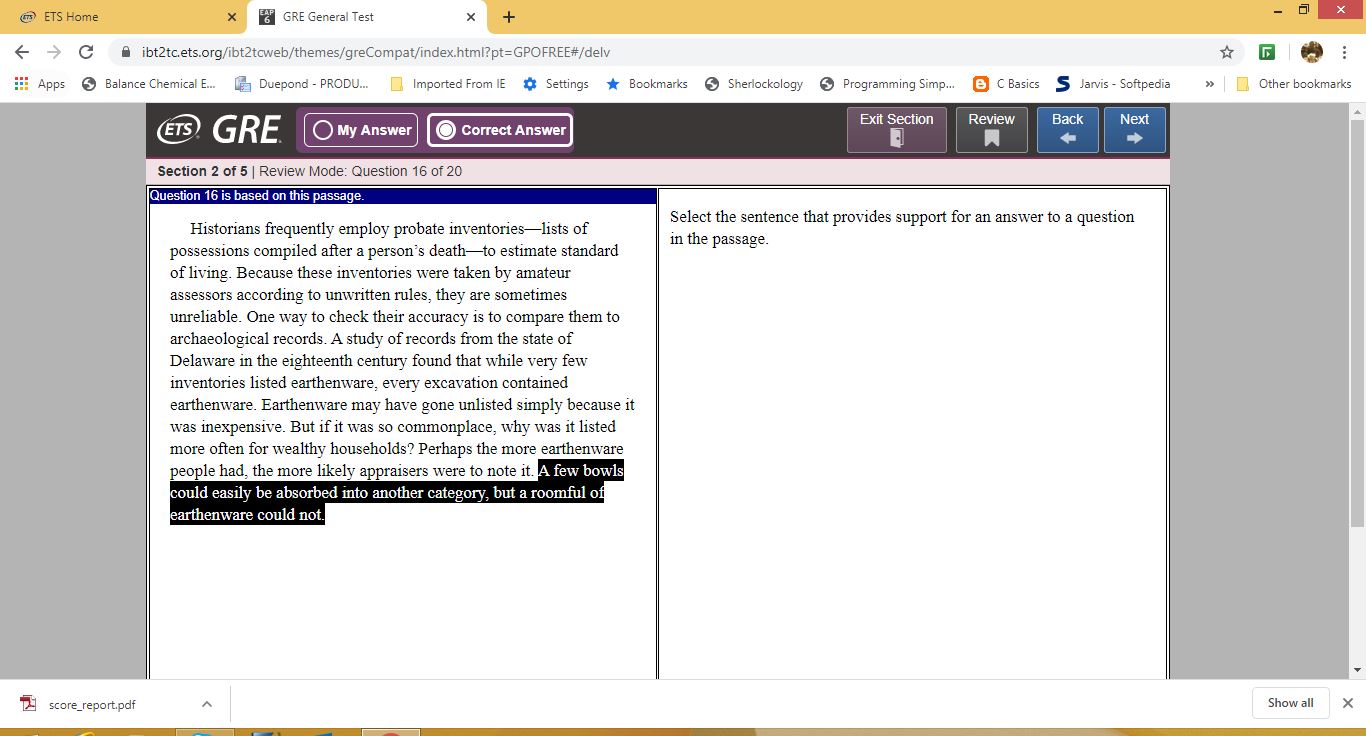 ETS Home
GRE General Test
ibt2tc.ets.org/ibt2tcweb/themes/greCompat/index.html?pt=GPOFREE#/delv
Apps Balance Chemical E... Duepond - PRODU... Imported From IE Settings Bookmarks Sherlockology Programming Simp... C Basics Jarvis - Softpedia » Other bookmarks
ETS GRE My Answer Correct Answer Exit Section Review Back Next
Section 2 of 5 | Review Mode: Question 16 of 20
Question 16 is based on this passage.
Historians frequently employ probate inventories—lists of
possessions compiled after a person's death—to estimate standard
of living. Because these inventories were taken by amateur
assessors according to unwritten rules, they are sometimes
unreliable. One way to check their accuracy is to compare them to
archaeological records. A study of records from the state of
Delaware in the eighteenth century found that while very few
inventories listed earthenware, every excavation contained
earthenware. Earthenware may have gone unlisted simply because it
was inexpensive. But if it was so commonplace, why was it listed
more often for wealthy households? Perhaps the more earthenware
people had, the more likely appraisers were to note it. A few bowls
could easily be absorbed into another category, but a roomful of
earthenware could not.
Select the sentence that provides support for an answer to a question
in the passage.
score_report.pdf
Show all